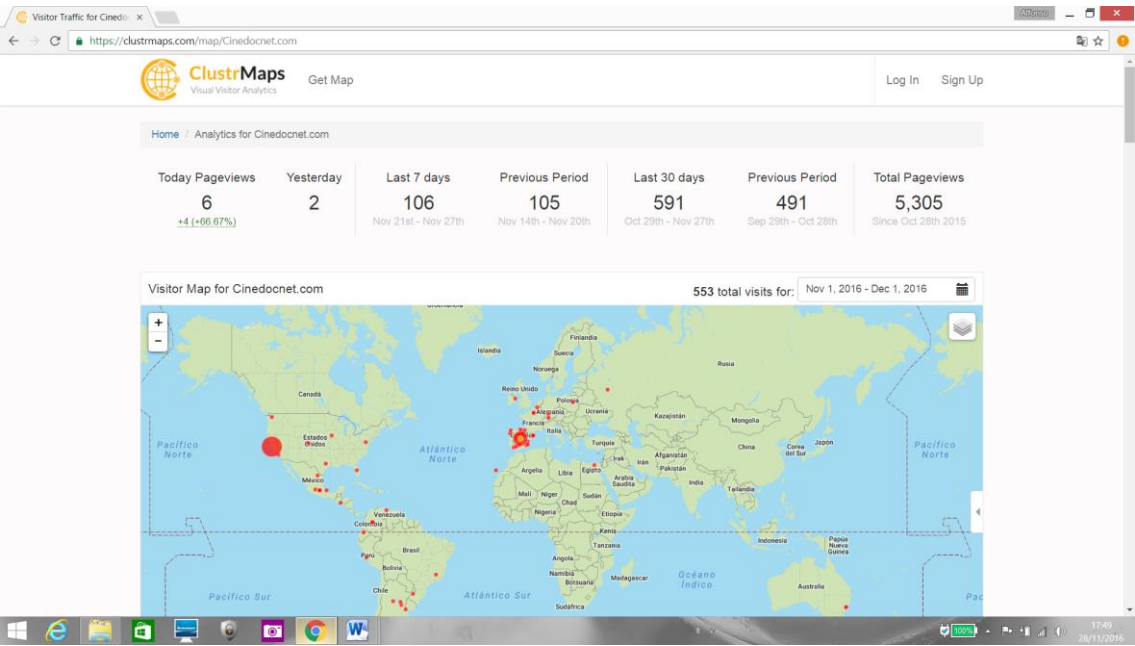 Visitor Traffic for Cinedo
Alfonso
https://clustrmaps.com/map/Cinedocnet.com
ClustrMaps
Visual Visitor Analytics
Get Map
Log In
Sign Up
Home / Analytics for Cinedocnet.com
Today Pageviews
6
+4 (+66.67%)
Yesterday
2
Last 7 days
106
Nov 21st - Nov 27th
Previous Period
105
Nov 14th - Nov 20th
Last 30 days
591
Oct 29th - Nov 27th
Previous Period
491
Sep 29th - Oct 28th
Total Pageviews
5,305
Since Oct 28th 2015
Visitor Map for Cinedocnet.com
553 total visits for:
Nov 1, 2016 - Dec 1, 2016
+
-
Groenlandia
Islandia
Finlandia
Suecia
Noruega
Rusia
Reino Unido
Polonia
Alemania
Ucrania
Francia
Italia
Canadá
Estados Unidos
Kazajistán
Mongolia
Pacífico Norte
Atlántico Norte
Turquía
China
Corea del Sur
Japón
Pacífico Norte
Irak
Irán
Afganistán
Pakistán
Argelia
Libia
Egipto
Arabia Saudita
India
Tailandia
México
Malí
Níger
Chad
Sudán
Nigeria
Etiopía
Venezuela
Colombia
Kenia
Tanzania
Indonesia
Papúa Nueva Guinea
Perú
Brasil
Bolivia
Angola
Namibia
Botsuana
Madagascar
Océano Índico
Australia
Chile
Pacífico Sur
Atlántico Sur
Sudáfrica
Pac
100%
17:49
28/11/2016